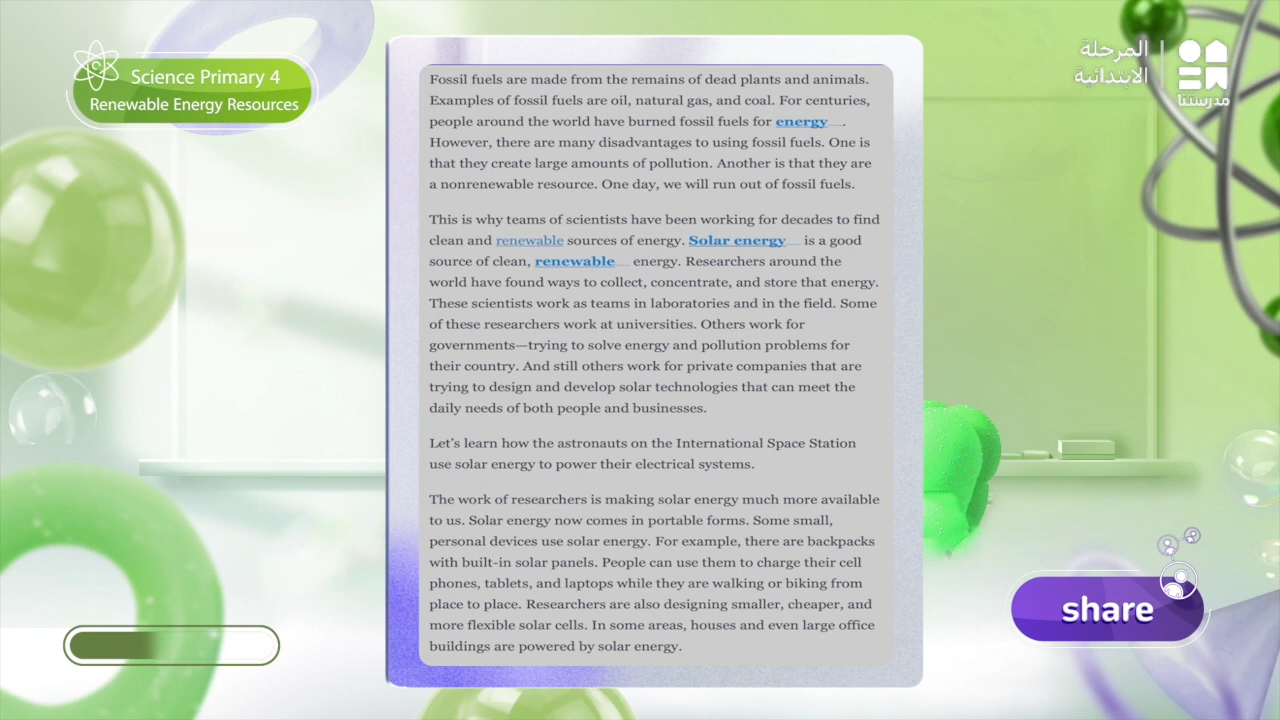 Science Primary 4
Renewable Energy Resources
المرحلة
الابتدائية
مدرستنا
Fossil fuels are made from the remains of dead plants and animals.
Examples of fossil fuels are oil, natural gas, and coal. For centuries,
people around the world have burned fossil fuels for energy.
However, there are many disadvantages to using fossil fuels. One is
that they create large amounts of pollution. Another is that they are
a nonrenewable resource. One day, we will run out of fossil fuels.
This is why teams of scientists have been working for decades to find
clean and renewable sources of energy. Solar energy is a good
source of clean, renewable energy. Researchers around the
world have found ways to collect, concentrate, and store that energy.
These scientists work as teams in laboratories and in the field. Some
of these researchers work at universities. Others work for
governments—trying to solve energy and pollution problems for
their country. And still others work for private companies that are
trying to design and develop solar technologies that can meet the
daily needs of both people and businesses.
Let's learn how the astronauts on the International Space Station
use solar energy to power their electrical systems.
The work of researchers is making solar energy much more available
to us. Solar energy now comes in portable forms. Some small,
personal devices use solar energy. For example, there are backpacks
with built-in solar panels. People can use them to charge their cell
phones, tablets, and laptops while they are walking or biking from
place to place. Researchers are also designing smaller, cheaper, and
more flexible solar cells. In some areas, houses and even large office
buildings are powered by solar energy.
share